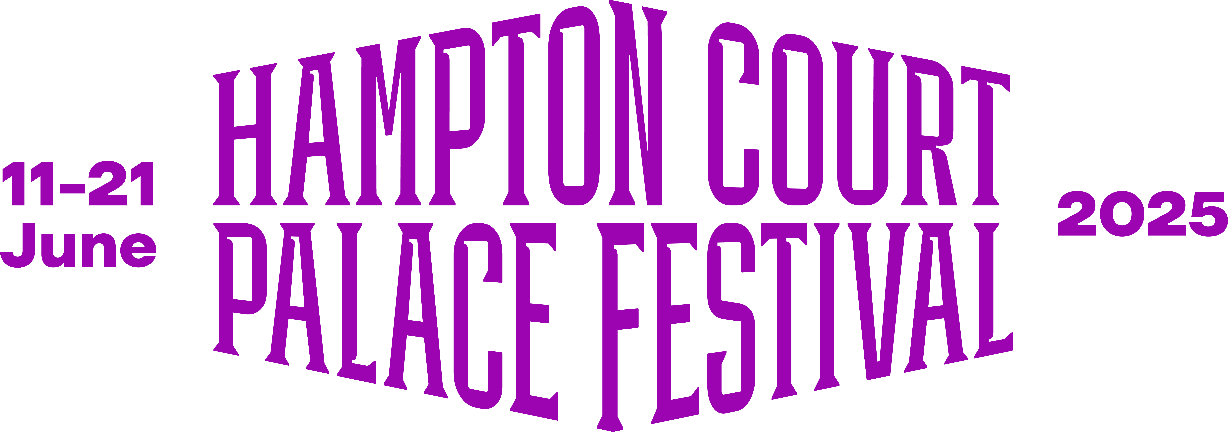 11-21
June
HAMPTON COURT
PALACE FESTIVAL
2025